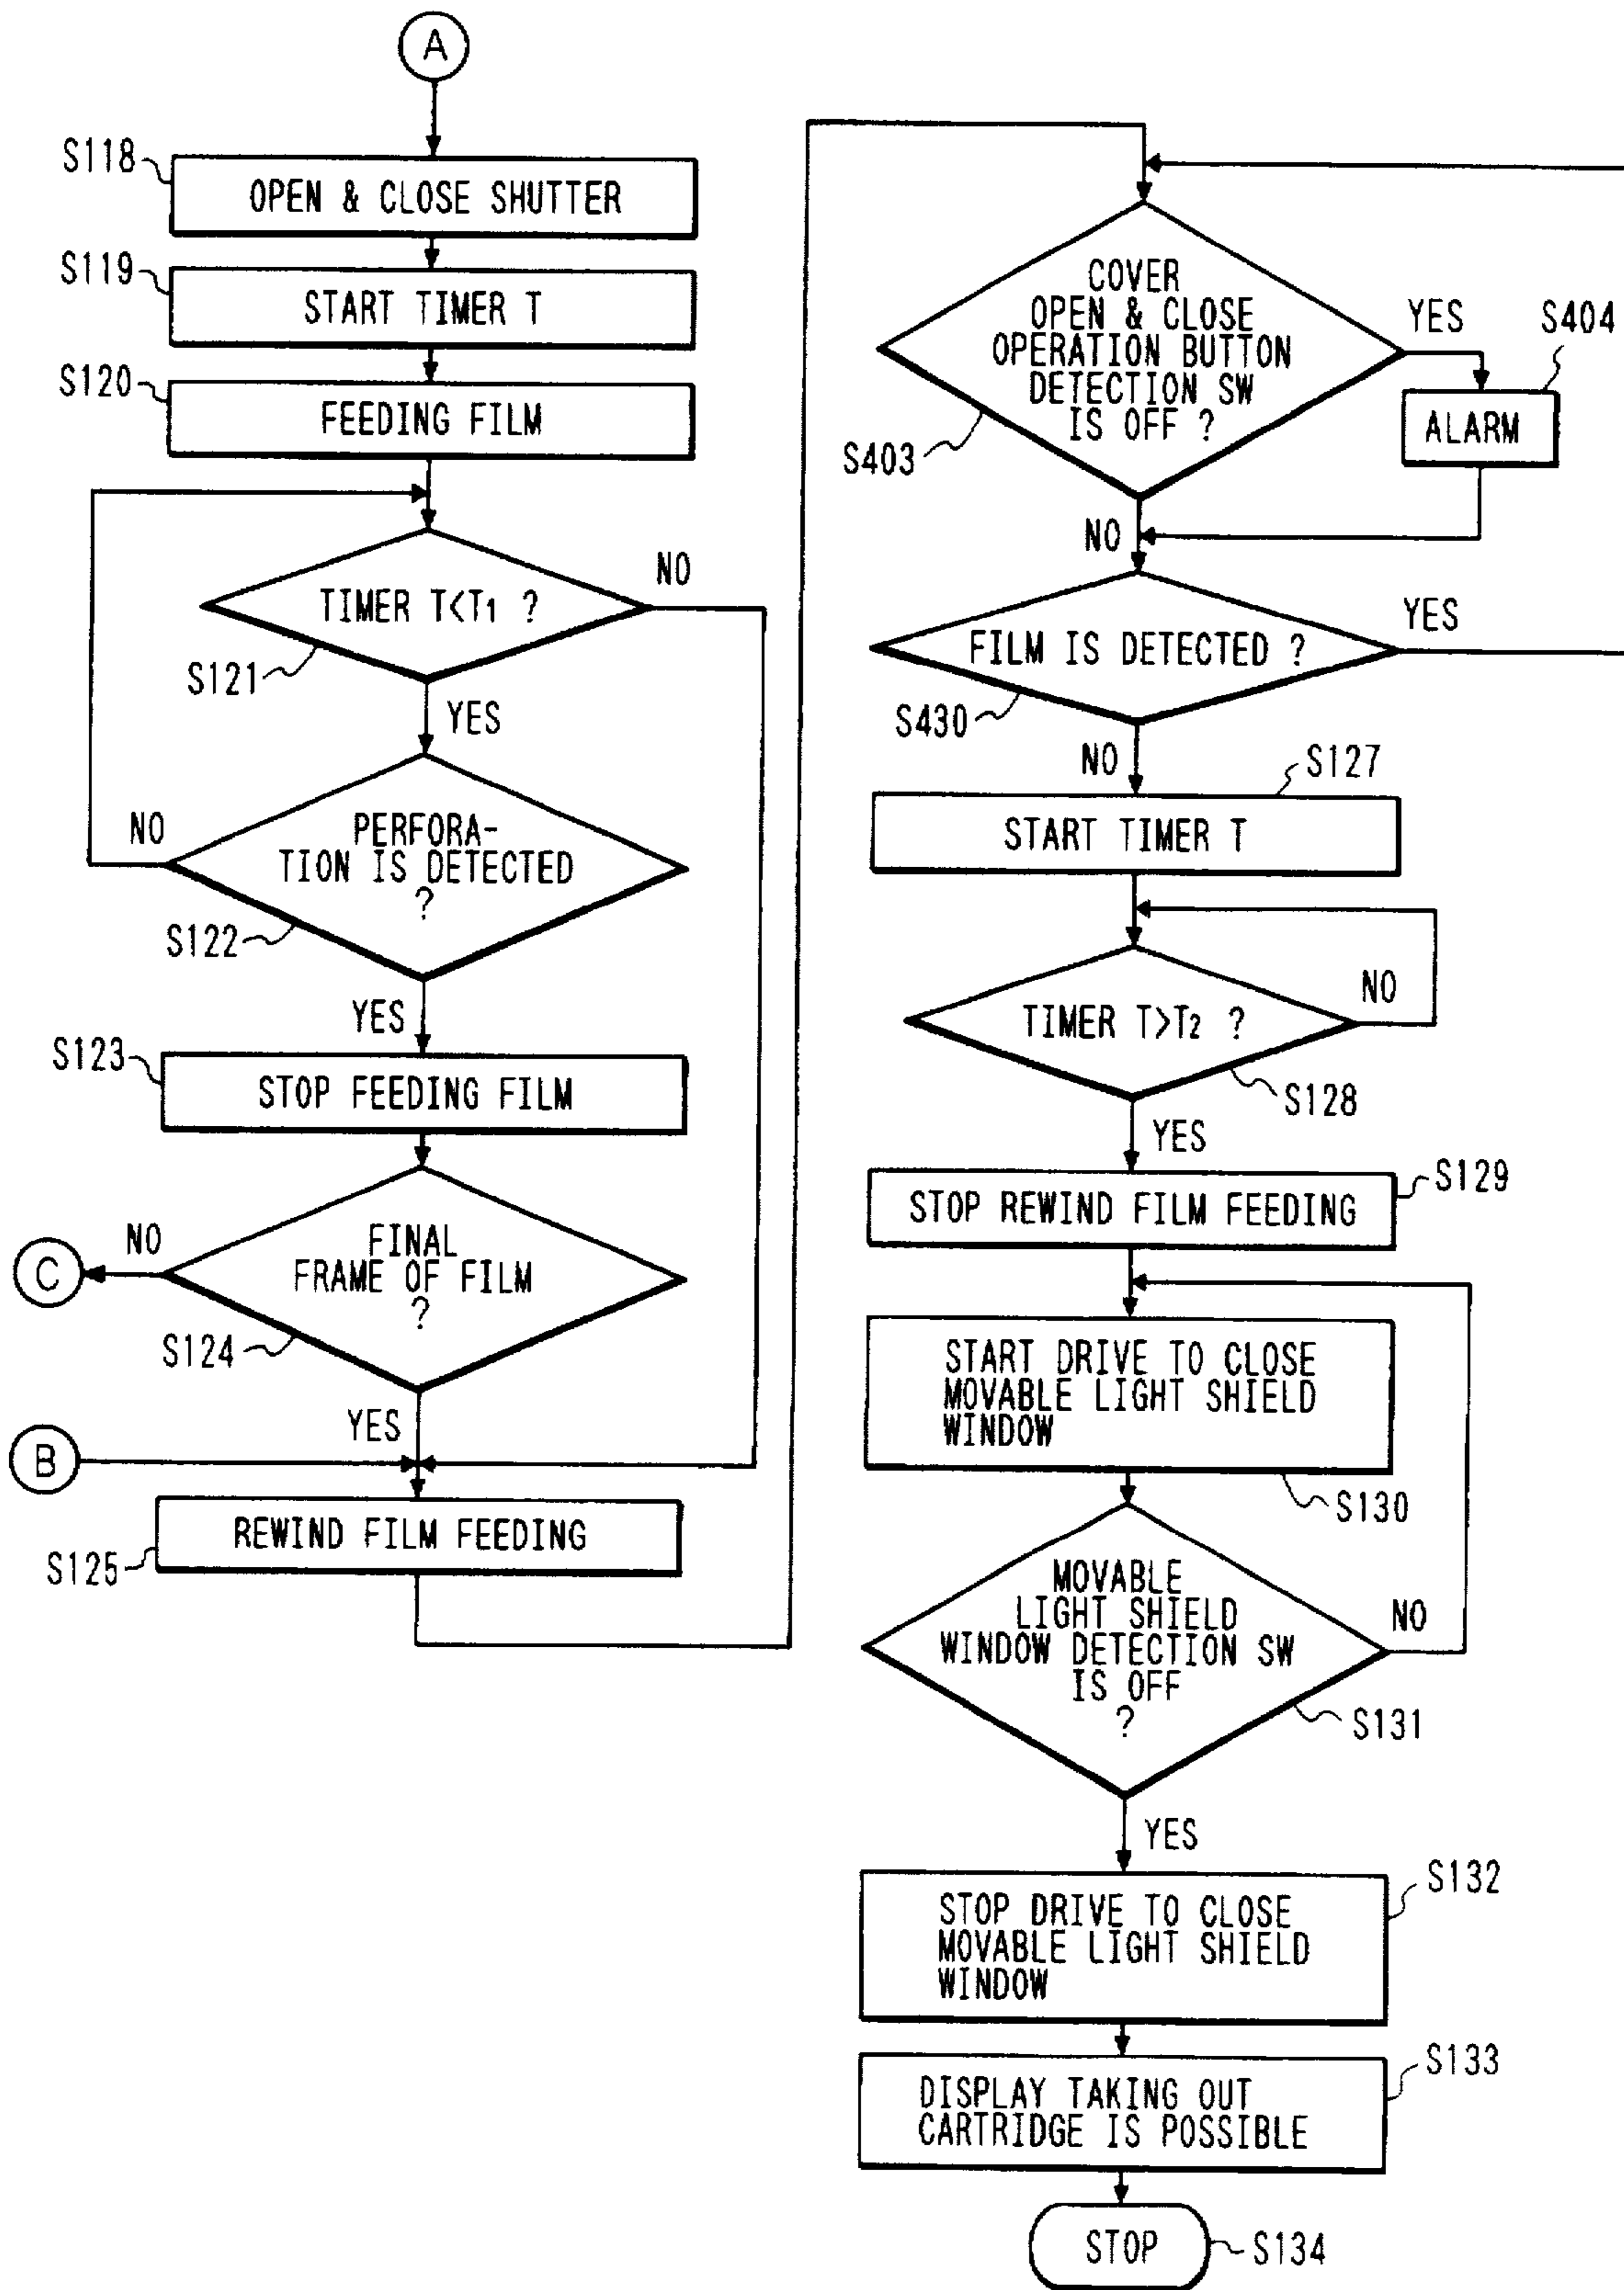 A
S118
OPEN & CLOSE SHUTTER
S119
START TIMER T
S120
FEEDING FILM
TIMER T<T1 ?
NO
S121
YES
PERFORA-
TION IS DETECTED
?
NO
S122
YES
S123
STOP FEEDING FILM
FINAL
FRAME OF FILM
?
NO
C
S124
YES
B
REWIND FILM FEEDING
S125
COVER
OPEN & CLOSE
OPERATION BUTTON
DETECTION SW
IS OFF ?
YES
S404
ALARM
S403
NO
FILM IS DETECTED ?
YES
S430
NO
S127
START TIMER T
TIMER T>T2 ?
NO
S128
YES
S129
STOP REWIND FILM FEEDING
START DRIVE TO CLOSE
MOVABLE LIGHT SHIELD
WINDOW
S130
MOVABLE
LIGHT SHIELD
WINDOW DETECTION SW
IS OFF
?
NO
S131
YES
S132
STOP DRIVE TO CLOSE
MOVABLE LIGHT SHIELD
WINDOW
S133
DISPLAY TAKING OUT
CARTRIDGE IS POSSIBLE
STOP
S134